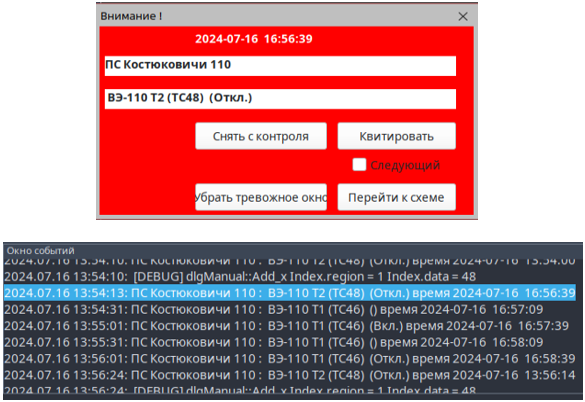 Внимание !
2024-07-16 16:56:39
ПС Костюковичи 110
ВЭ-110 Т2 (ТС48) (Откл.)
Снять с контроля
Квитировать
Следующий
Убрать тревожное окно
Перейти к схеме
Окно событий
2024.07.16 13:54:10: ПС Костюковичи 110 : ВЭ-110 Т2 (ТС48) (Откл.) время 2024-07-16 13:54:00
2024.07.16 13:54:10: [DEBUG] dlgManual::Add_x Index.region = 1 Index.data = 48
2024.07.16 13:54:13: ПС Костюковичи 110 : ВЭ-110 Т2 (ТС48) (Откл.) время 2024-07-16 16:56:39
2024.07.16 13:54:31: ПС Костюковичи 110 : ВЭ-110 Т1 (ТС46) () время 2024-07-16 16:57:09
2024.07.16 13:55:01: ПС Костюковичи 110 : ВЭ-110 Т1 (ТС46) (Вкл.) время 2024-07-16 16:57:39
2024.07.16 13:55:31: ПС Костюковичи 110 : ВЭ-110 Т1 (ТС46) () время 2024-07-16 16:58:09
2024.07.16 13:56:01: ПС Костюковичи 110 : ВЭ-110 Т1 (ТС46) (Откл.) время 2024-07-16 16:58:39
2024.07.16 13:56:24: ПС Костюковичи 110 : ВЭ-110 Т1 (ТС46) (Откл.) время 2024-07-16 13:56:14
2024.07.16 13:56:24: [DEBUG] dlgManual::Add_x Index.region = 1 Index.data = 48